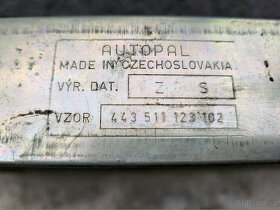 AUTOPAL
MADE IN CZECHOSLOVAKIA
VÝR. DAT. Z S
VZOR 443 511 123 102